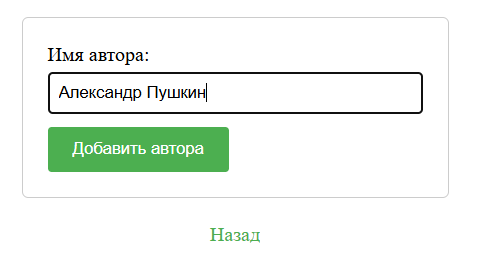 Имя автора:
Александр Пушкин
Добавить автора
Назад